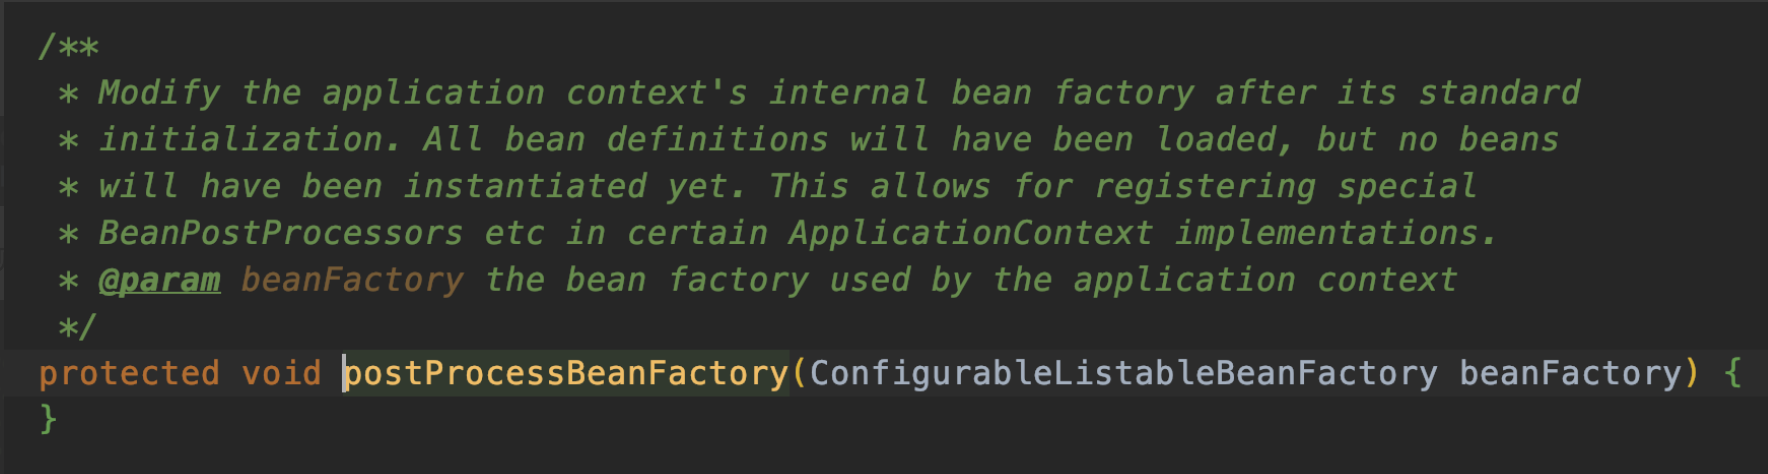 /**
* Modify the application context's internal bean factory after its standard
* initialization. All bean definitions will have been loaded, but no beans
* will have been instantiated yet. This allows for registering special
* BeanPostProcessors etc in certain ApplicationContext implementations.
* @param beanFactory the bean factory used by the application context
*/
protected void postProcessBeanFactory(ConfigurableListableBeanFactory beanFactory) {
}